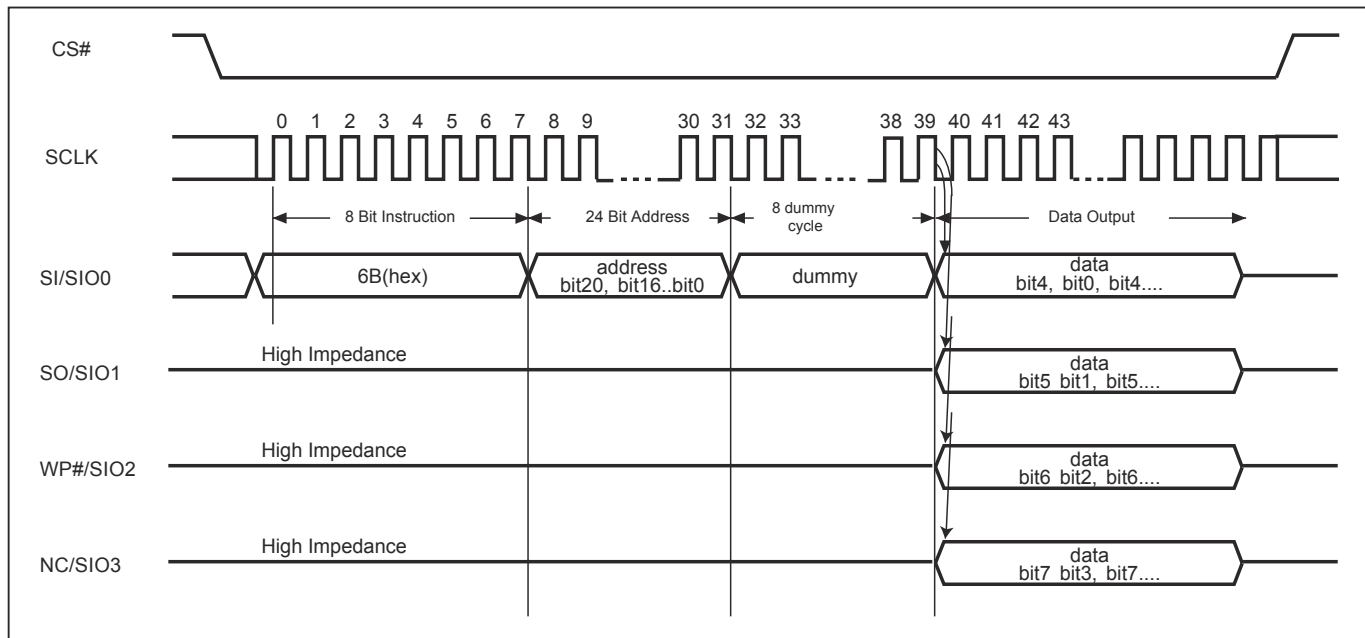 CS#
0 1 2 3 4 5 6 7 8 9 30 31 32 33 38 39 40 41 42 43
SCLK
8 Bit Instruction 24 Bit Address 8 dummy cycle Data Output
SI/SIO0
6B(hex)
address
bit20, bit16..bit0
dummy
data
bit4, bit0, bit4....
High Impedance
SO/SIO1
data
bit5 bit1, bit5....
High Impedance
WP#/SIO2
data
bit6 bit2, bit6....
High Impedance
NC/SIO3
data
bit7 bit3, bit7....